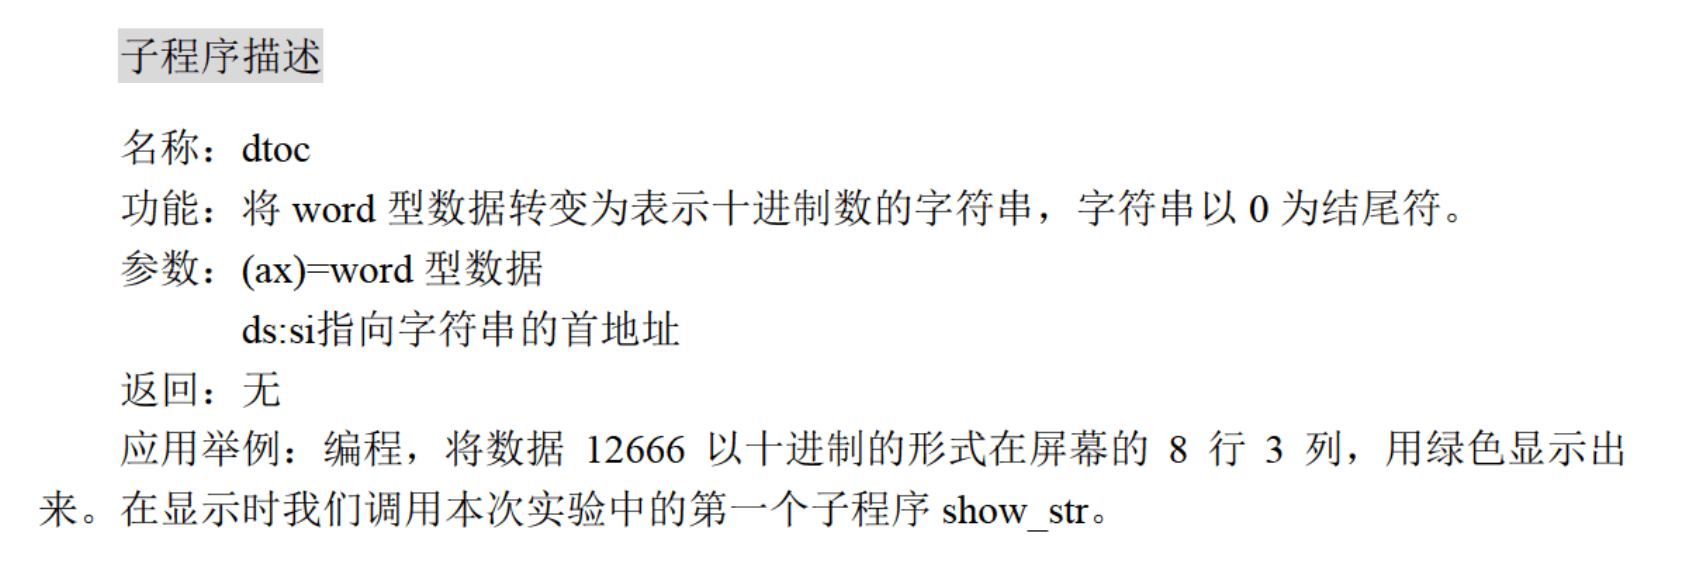 子程序描述
名称：dtoc
功能：将 word 型数据转变为表示十进制数的字符串，字符串以 0 为结尾符。
参数：(ax)=word 型数据
ds:si指向字符串的首地址
返回：无
应用举例：编程，将数据 12666 以十进制的形式在屏幕的 8 行 3 列，用绿色显示出
来。在显示时我们调用本次实验中的第一个子程序 show_str。